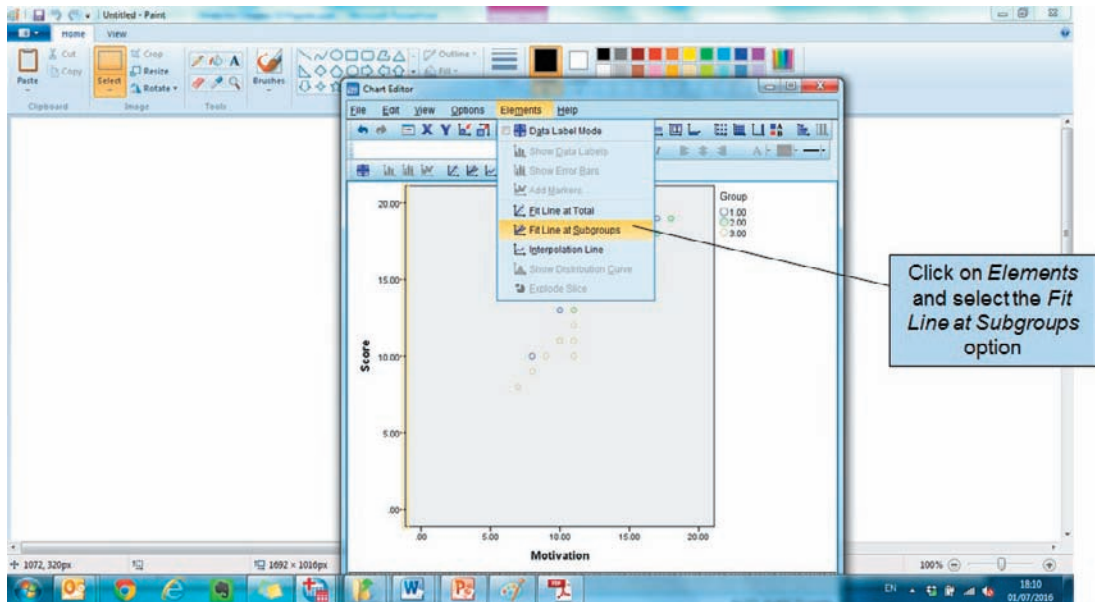 Untitled - Paint
Home View
Cut
Copy
Paste
Clipboard
Crop
Resize
Rotate
Select
Image
Tools
Brushes
Outline
Fill
Chart Editor
File Edit View Options Elements Help
X Y
Data Label Mode
Show Data Labels
Show Error Bars
Add Markers
Fit Line at Total
Fit Line at Subgroups
Interpolation Line
Show Distribution Curve
Explode Slice
Group
1.00
2.00
3.00
20.00
15.00
10.00
5.00
.00
Score
.00 5.00 10.00 15.00 20.00
Motivation
Click on Elements
and select the Fit
Line at Subgroups
option
1072, 320px
1692 × 1016px
100%
EN
18:10
01/07/2016